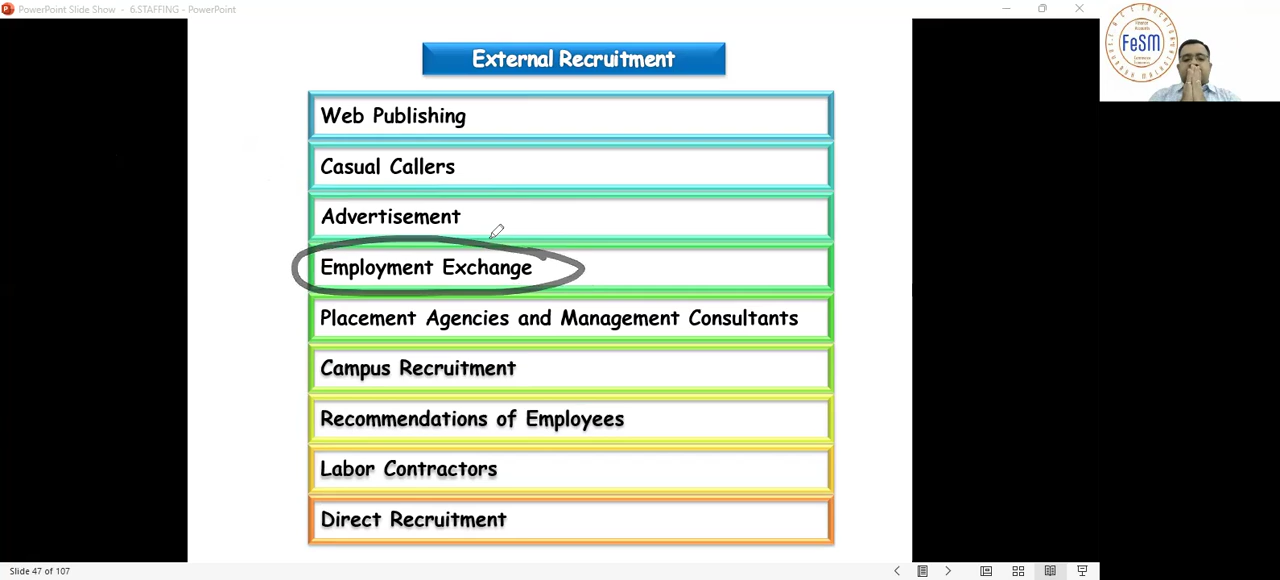 PowerPoint Slide Show - 6.STAFFING - PowerPoint
External Recruitment
FeSM
Web Publishing
Casual Callers
Advertisement
Employment Exchange
Placement Agencies and Management Consultants
Campus Recruitment
Recommendations of Employees
Labor Contractors
Direct Recruitment
Slide 47 of 107